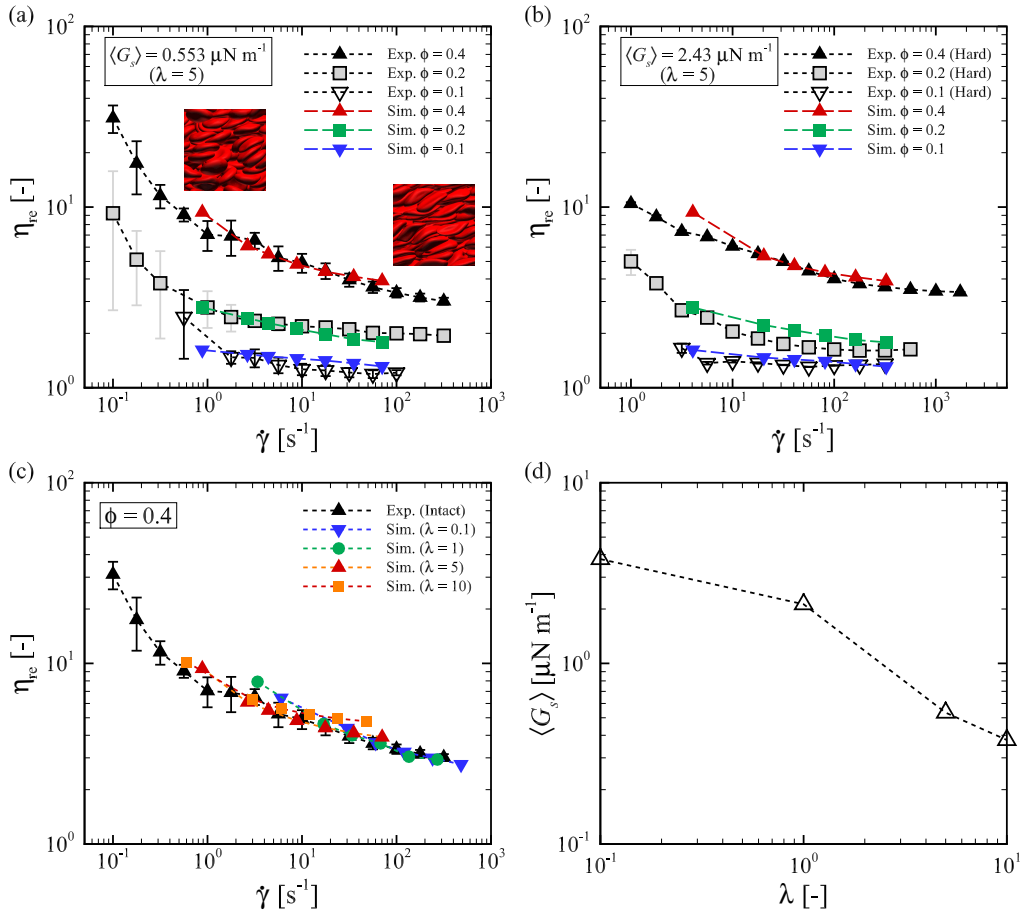 (a)
10²
10¹
10⁰
η_re [-]
⟨G_s⟩ = 0.553 μN m⁻¹
(λ = 5)
Exp. ϕ = 0.4
Exp. ϕ = 0.2
Exp. ϕ = 0.1
Sim. ϕ = 0.4
Sim. ϕ = 0.2
Sim. ϕ = 0.1
10⁻¹ 10⁰ 10¹ 10² 10³
γ̇ [s⁻¹]
(b)
10²
10¹
10⁰
η_re [-]
⟨G_s⟩ = 2.43 μN m⁻¹
(λ = 5)
Exp. ϕ = 0.4 (Hard)
Exp. ϕ = 0.2 (Hard)
Exp. ϕ = 0.1 (Hard)
Sim. ϕ = 0.4
Sim. ϕ = 0.2
Sim. ϕ = 0.1
10⁰ 10¹ 10² 10³
γ̇ [s⁻¹]
(c)
10²
10¹
10⁰
η_re [-]
ϕ = 0.4
Exp. (Intact)
Sim. (λ = 0.1)
Sim. (λ = 1)
Sim. (λ = 5)
Sim. (λ = 10)
10⁻¹ 10⁰ 10¹ 10² 10³
γ̇ [s⁻¹]
(d)
10¹
10⁰
10⁻¹
⟨G_s⟩ [μN m⁻¹]
10⁻¹ 10⁰ 10¹
λ [-]